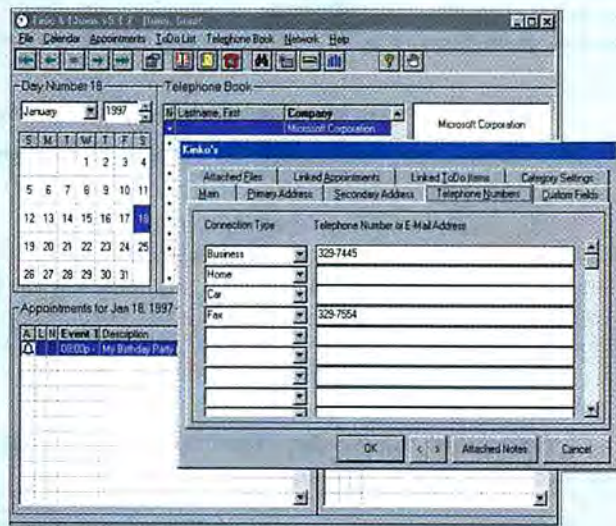 File Calendar Appointments ToDo List Telephone Book Network Help
Day Number 18
January 1997
S M T W T F S
1 2 3 4
5 6 7 8 9 10 11
12 13 14 15 16 17 18
19 20 21 22 23 24 25
26 27 28 29 30 31
Telephone Book
N Lastname, First Company
Microsoft Corporation
Microsoft Corporation
Kinko's
Attached Files Linked Appointments Linked ToDo Items Category Settings
Main Primary Address Secondary Address Telephone Numbers Custom Fields
Connection Type Telephone Number or E-Mail Address
Business 329-7445
Home
Car
Fax 329-7554
OK < > Attached Notes Cancel
Appointments for Jan 18, 1997
A L N Event T Description
08:00p - My Birthday Party